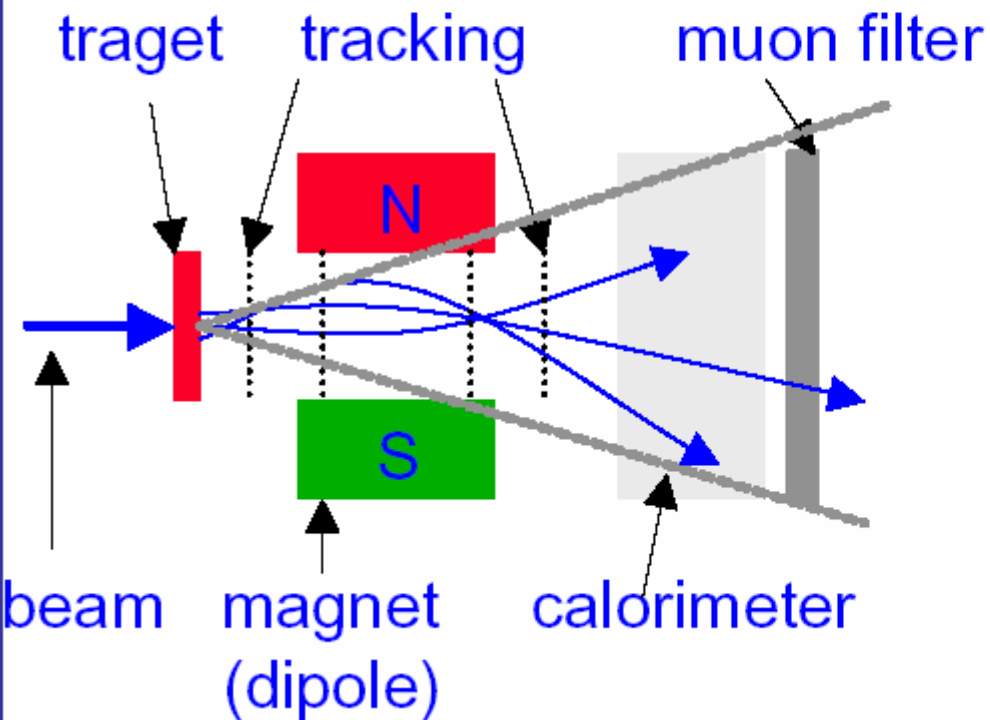 traget tracking muon filter
N
S
beam magnet calorimeter
(dipole)